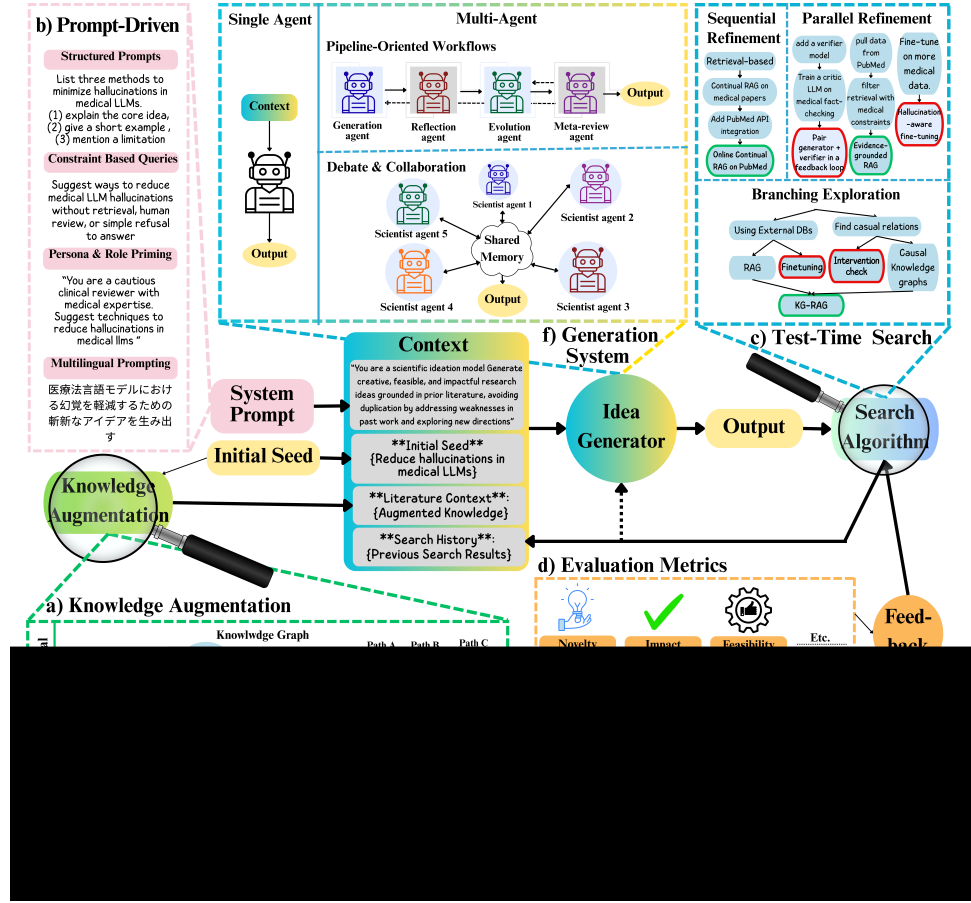 b) Prompt-Driven
Structured Prompts
List three methods to
minimize hallucinations in
medical LLMs.
(1) explain the core idea,
(2) give a short example ,
(3) mention a limitation
Constraint Based Queries
Suggest ways to reduce
medical LLM hallucinations
without retrieval, human
review, or simple refusal
to answer
Persona & Role Priming
“You are a cautious
clinical reviewer with
medical expertise.
Suggest techniques to
reduce hallucinations in
medical llms ”
Multilingual Prompting
医療法言語モデルにおけ
る幻覚を軽減するための
斬新なアイデアを生み出
す
Single Agent
Context
Output
Multi-Agent
Pipeline-Oriented Workflows
Generation
agent
Reflection
agent
Evolution
agent
Meta-review
agent
Output
Debate & Collaboration
Scientist agent 1
Scientist agent 2
Scientist agent 5
Shared
Memory
Scientist agent 4
Output
Scientist agent 3
f) Generation
System
Sequential
Refinement
Retrieval-based
Continual RAG on
medical papers
Add PubMed API
integration
Online Continual
RAG on PubMed
Parallel Refinement
add a verifier
model
Train a critic
LLM on
medical fact-
checking
Pair
generator +
verifier in a
feedback loop
pull data
from
PubMed
filter
retrieval with
medical
constraints
Evidence-
grounded
RAG
Fine-tune
on more
medical
data.
Hallucination
-aware
fine-tuning
Branching Exploration
Using External DBs
Find casual relations
RAG
Finetuning
Intervention
check
Causal
Knowledge
graphs
KG-RAG
c) Test-Time Search
System
Prompt
Initial Seed
Knowledge
Augmentation
Context
“You are a scientific ideation model Generate
creative, feasible, and impactful research
ideas grounded in prior literature, avoiding
duplication by addressing weaknesses in
past work and exploring new directions”
**Initial Seed**
{Reduce hallucinations in
medical LLMs}
**Literature Context**:
{Augmented Knowledge}
**Search History**:
{Previous Search Results}
Idea
Generator
Output
Search
Algorithm
a) Knowledge Augmentation
Knowlwdge Graph
Path A
Path B
Path C
d) Evaluation Metrics
Novelty
Impact
Feasibility
Etc.
Feed-
back